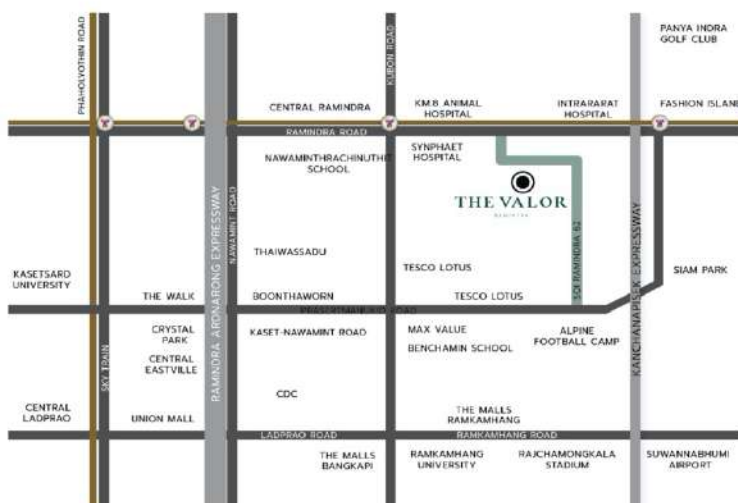 PANYA INDRA
GOLF CLUB
PHAHOLYOTHIN ROAD
KUBON ROAD
CENTRAL RAMINDRA
KM.8 ANIMAL
HOSPITAL
INTRARARAT
HOSPITAL
FASHION ISLAND
RAMINDRA ROAD
NAWAMINTHRACHINUTHIT
SCHOOL
SYNPHAET
HOSPITAL
THE VALOR
RAMINDRA ARDNARONG EXPRESSWAY
NAWAMINT ROAD
SOI RAMINDRA 62
KANCHANAPISEK EXPRESSWAY
THAIWASSADU
TESCO LOTUS
SIAM PARK
KASETSARD
UNIVERSITY
THE WALK
BOONTHAWORN
TESCO LOTUS
CRYSTAL
PARK
KASET-NAWAMINT ROAD
MAX VALUE
ALPINE
FOOTBALL CAMP
CENTRAL
EASTVILLE
BENCHAMIN SCHOOL
SKY TRAIN
CDC
CENTRAL
LADPRAO
UNION MALL
THE MALLS
RAMKAMHANG
LADPRAO ROAD
RAMKAMHANG ROAD
THE MALLS
BANGKAPI
RAMKAMHANG
UNIVERSITY
RAJCHAMONGKALA
STADIUM
SUWANNABHUMI
AIRPORT